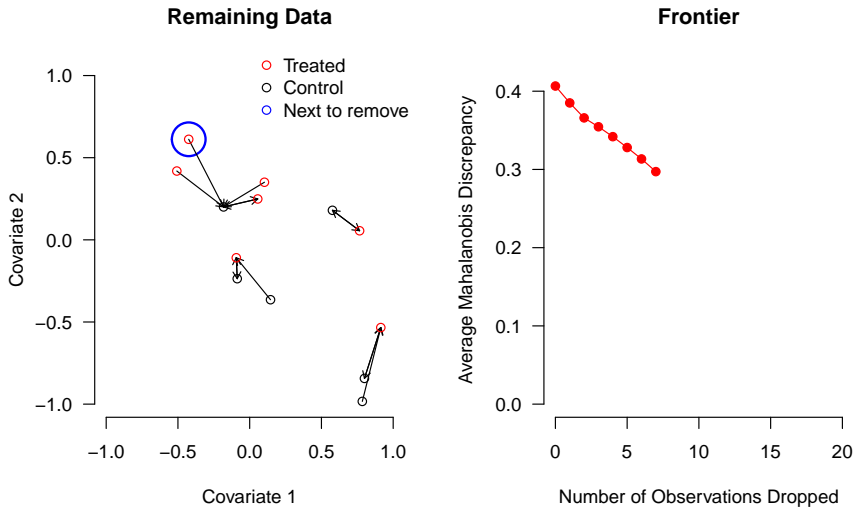 Remaining Data
Treated
Control
Next to remove
1.0
0.5
0.0
−0.5
−1.0
Covariate 2
−1.0 −0.5 0.0 0.5 1.0
Covariate 1
Frontier
0.4
0.3
0.2
0.1
0.0
Average Mahalanobis Discrepancy
0 5 10 15 20
Number of Observations Dropped